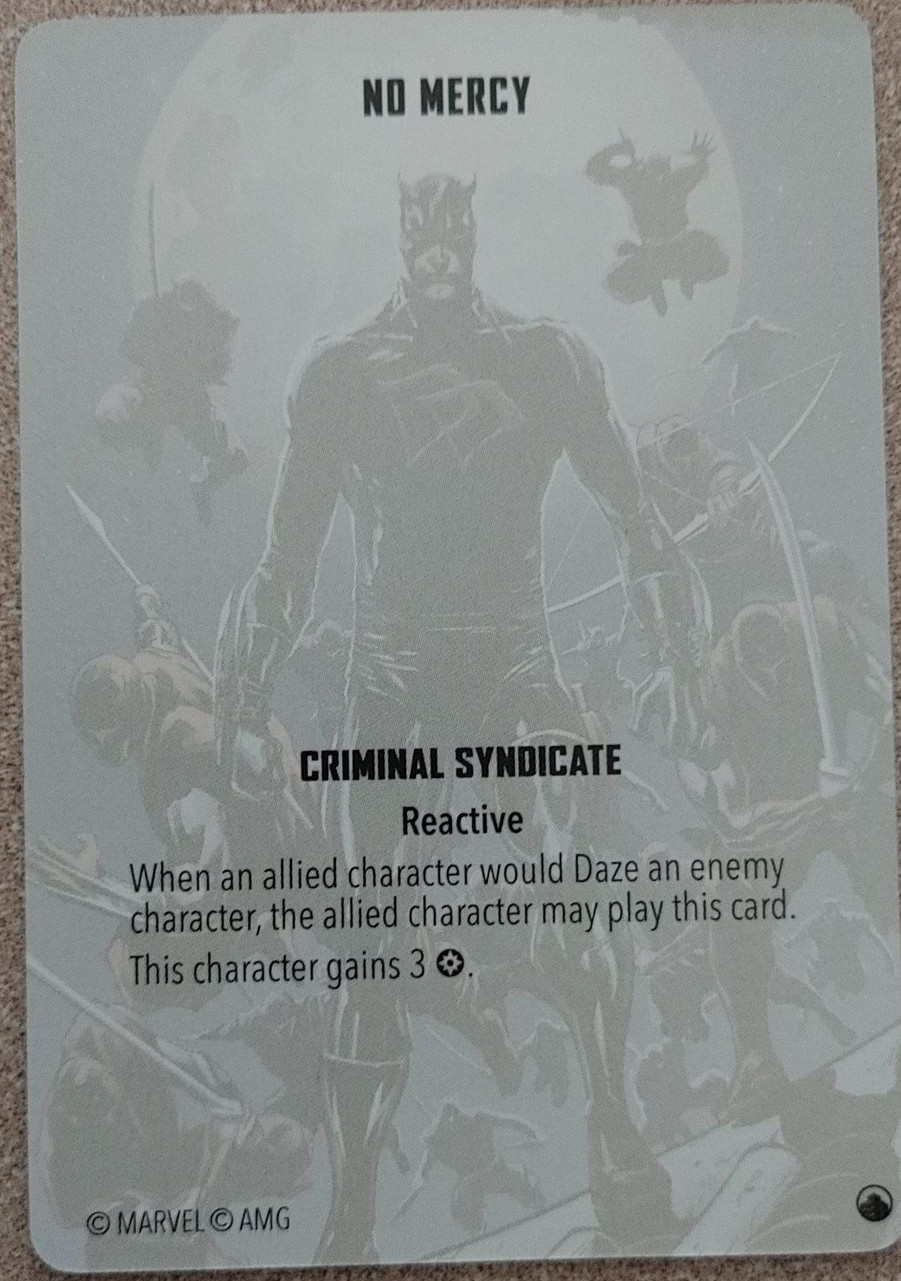 NO MERCY
CRIMINAL SYNDICATE
Reactive
When an allied character would Daze an enemy
character, the allied character may play this card.
This character gains 3 .
© MARVEL © AMG